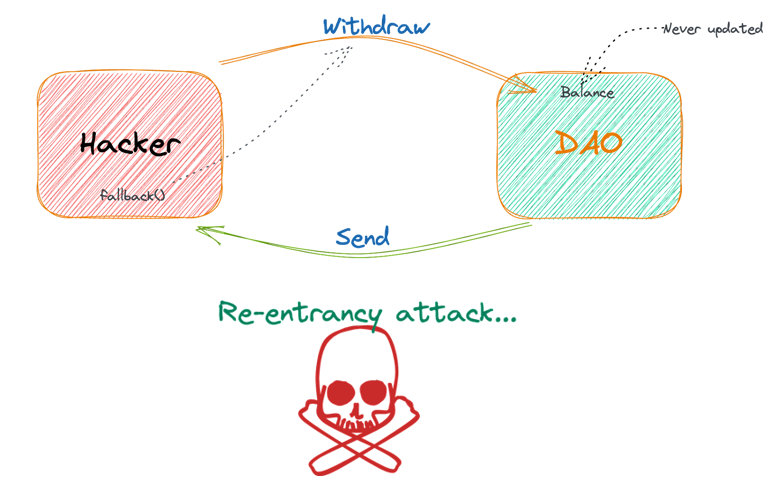 Withdraw
Never updated
Balance
Hacker
DAO
fallback()
Send
Re-entrancy attack...